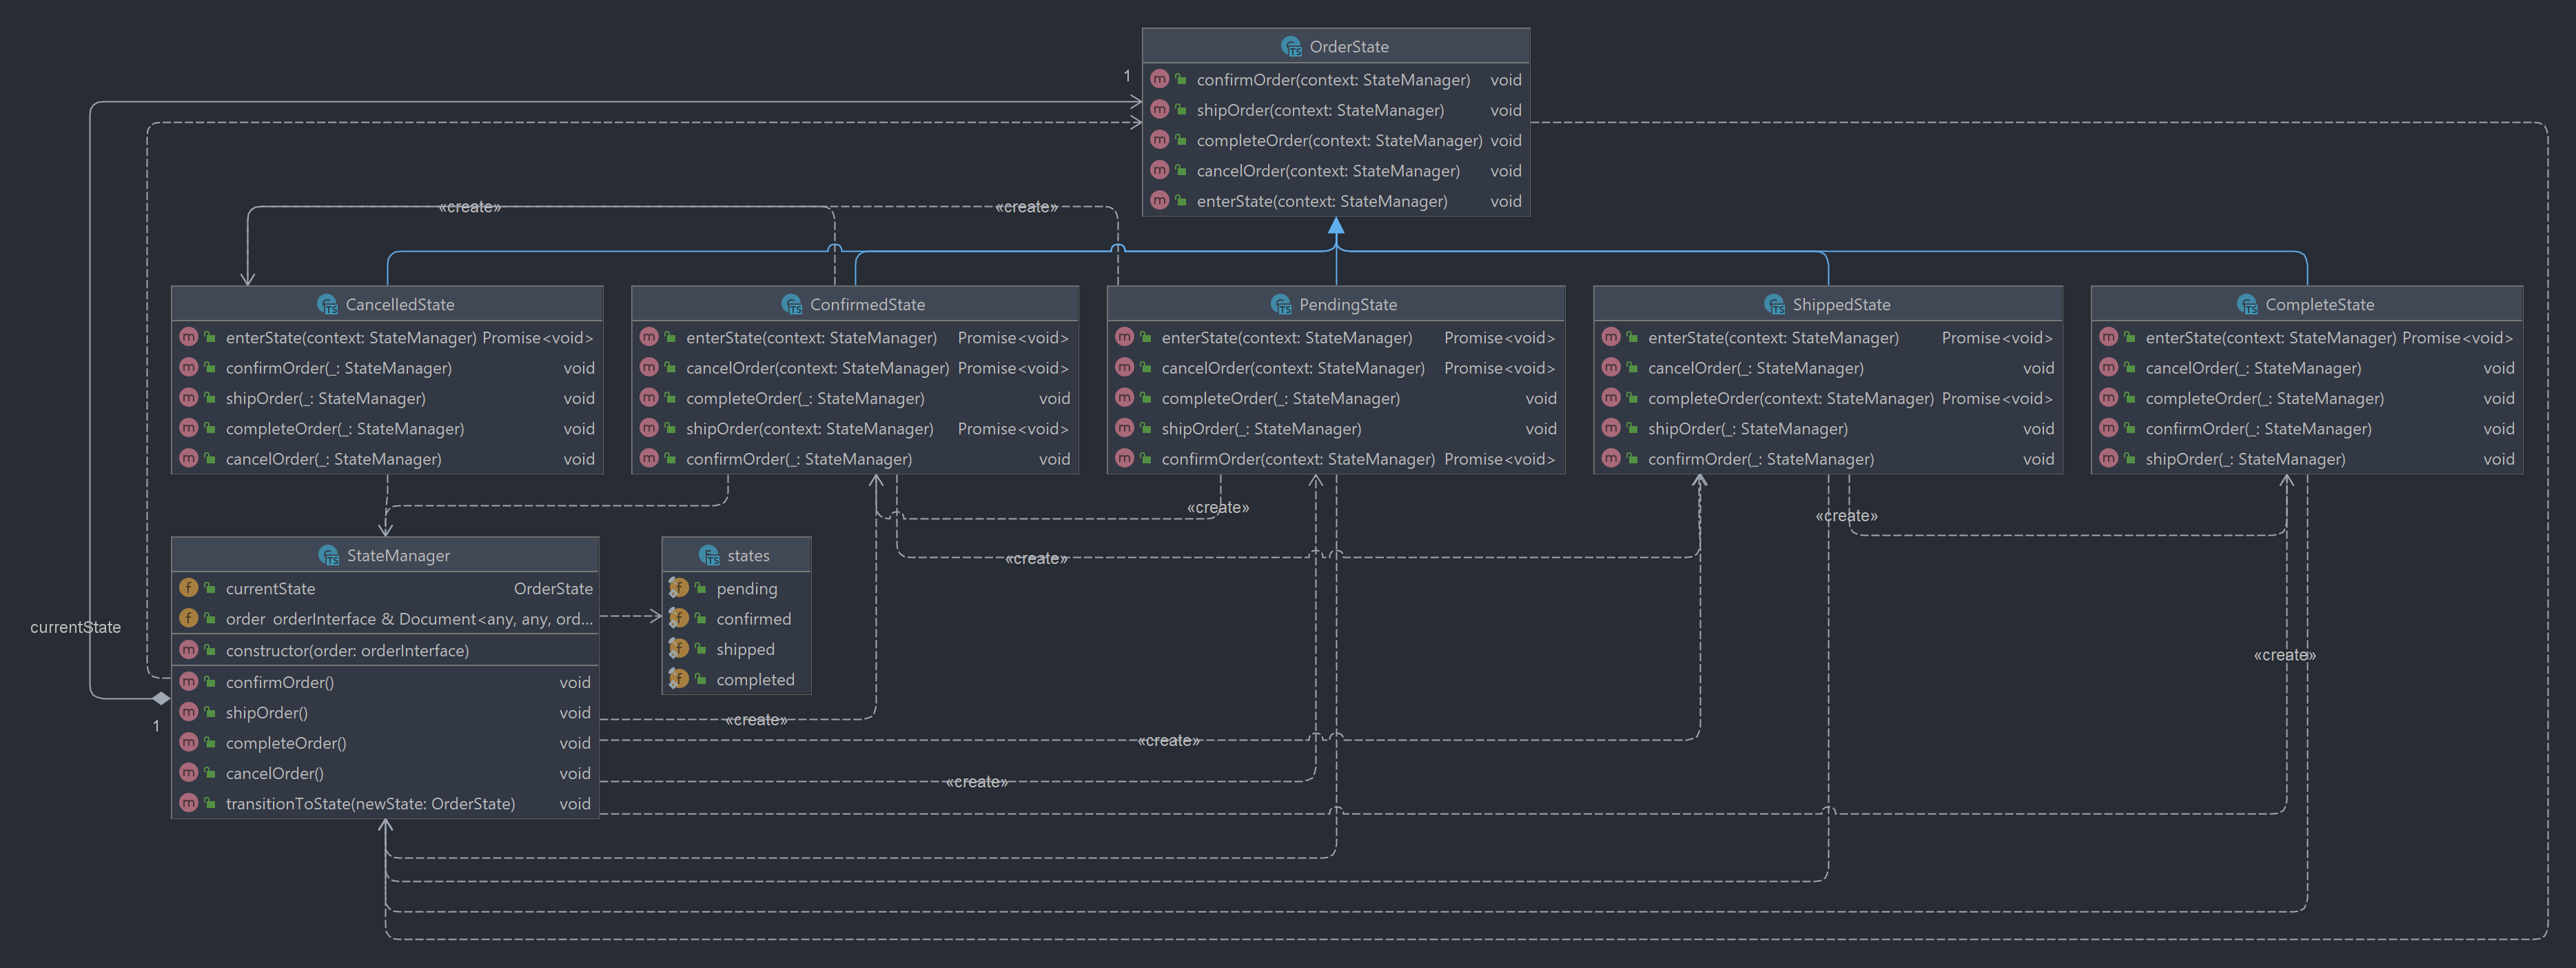 OrderState
1
confirmOrder(context: StateManager) void
shipOrder(context: StateManager) void
completeOrder(context: StateManager) void
cancelOrder(context: StateManager) void
enterState(context: StateManager) void
«create»
«create»
CancelledState
enterState(context: StateManager) Promise<void>
confirmOrder(_: StateManager) void
shipOrder(_: StateManager) void
completeOrder(_: StateManager) void
cancelOrder(_: StateManager) void
ConfirmedState
enterState(context: StateManager) Promise<void>
cancelOrder(context: StateManager) Promise<void>
completeOrder(_: StateManager) void
shipOrder(context: StateManager) Promise<void>
confirmOrder(_: StateManager) void
PendingState
enterState(context: StateManager) Promise<void>
cancelOrder(context: StateManager) Promise<void>
completeOrder(_: StateManager) void
shipOrder(_: StateManager) void
confirmOrder(context: StateManager) Promise<void>
ShippedState
enterState(context: StateManager) Promise<void>
cancelOrder(_: StateManager) void
completeOrder(context: StateManager) Promise<void>
shipOrder(_: StateManager) void
confirmOrder(_: StateManager) void
CompleteState
enterState(context: StateManager) Promise<void>
cancelOrder(_: StateManager) void
completeOrder(_: StateManager) void
confirmOrder(_: StateManager) void
shipOrder(_: StateManager) void
«create»
«create»
«create»
StateManager
currentState OrderState
order orderInterface & Document<any, any, ord...
constructor(order: orderInterface)
confirmOrder() void
shipOrder() void
completeOrder() void
cancelOrder() void
transitionToState(newState: OrderState) void
states
pending
confirmed
shipped
completed
currentState
1
«create»
«create»
«create»
«create»